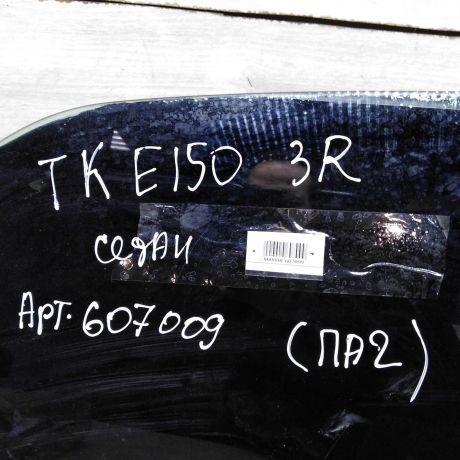 TK E150 3R
седан
Арт. 607009
(ПА2)